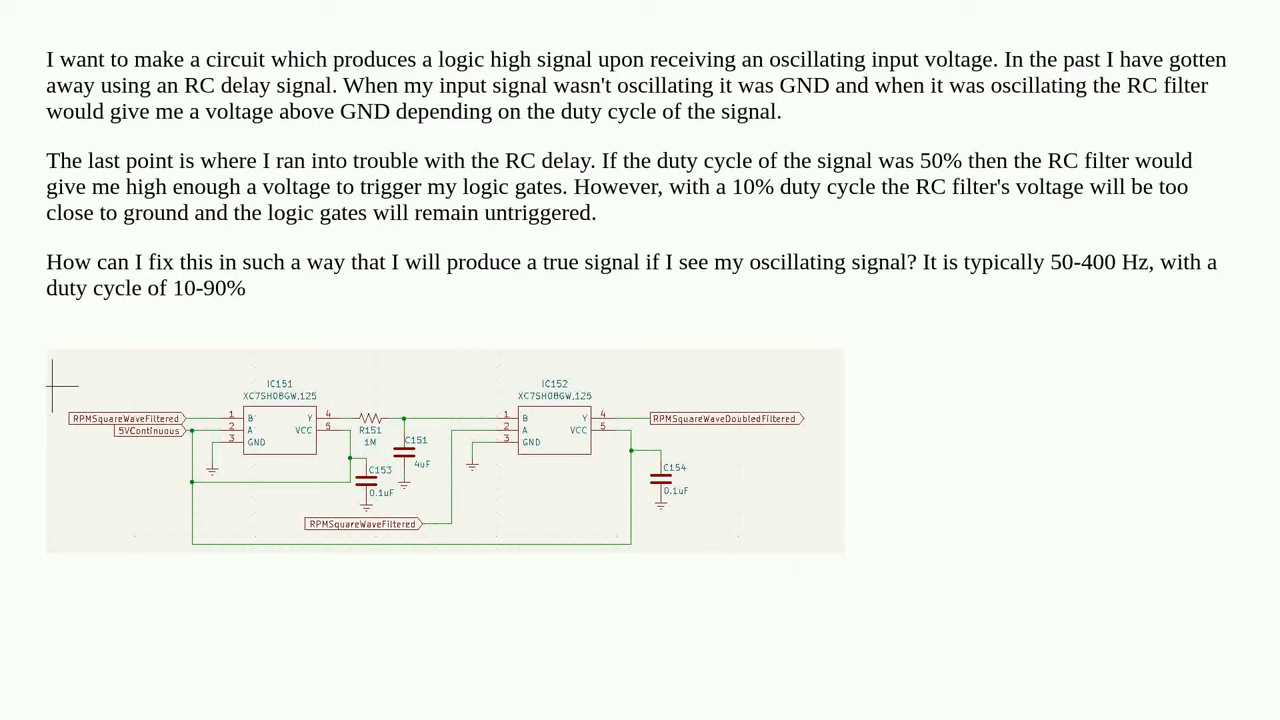 I want to make a circuit which produces a logic high signal upon receiving an oscillating input voltage. In the past I have gotten
away using an RC delay signal. When my input signal wasn't oscillating it was GND and when it was oscillating the RC filter
would give me a voltage above GND depending on the duty cycle of the signal.
The last point is where I ran into trouble with the RC delay. If the duty cycle of the signal was 50% then the RC filter would
give me high enough a voltage to trigger my logic gates. However, with a 10% duty cycle the RC filter's voltage will be too
close to ground and the logic gates will remain untriggered.
How can I fix this in such a way that I will produce a true signal if I see my oscillating signal? It is typically 50-400 Hz, with a
duty cycle of 10-90%
IC151
XC7SH08GW,125
IC152
XC7SH08GW,125
RPMSquareWaveFiltered
1 B Y 4
5VContinuous
2 A VCC 5
3 GND
R151
1M
C151
4uF
C153
0.1uF
1 B Y 4
2 A VCC 5
3 GND
RPMSquareWaveDoubledFiltered
C154
0.1uF
RPMSquareWaveFiltered